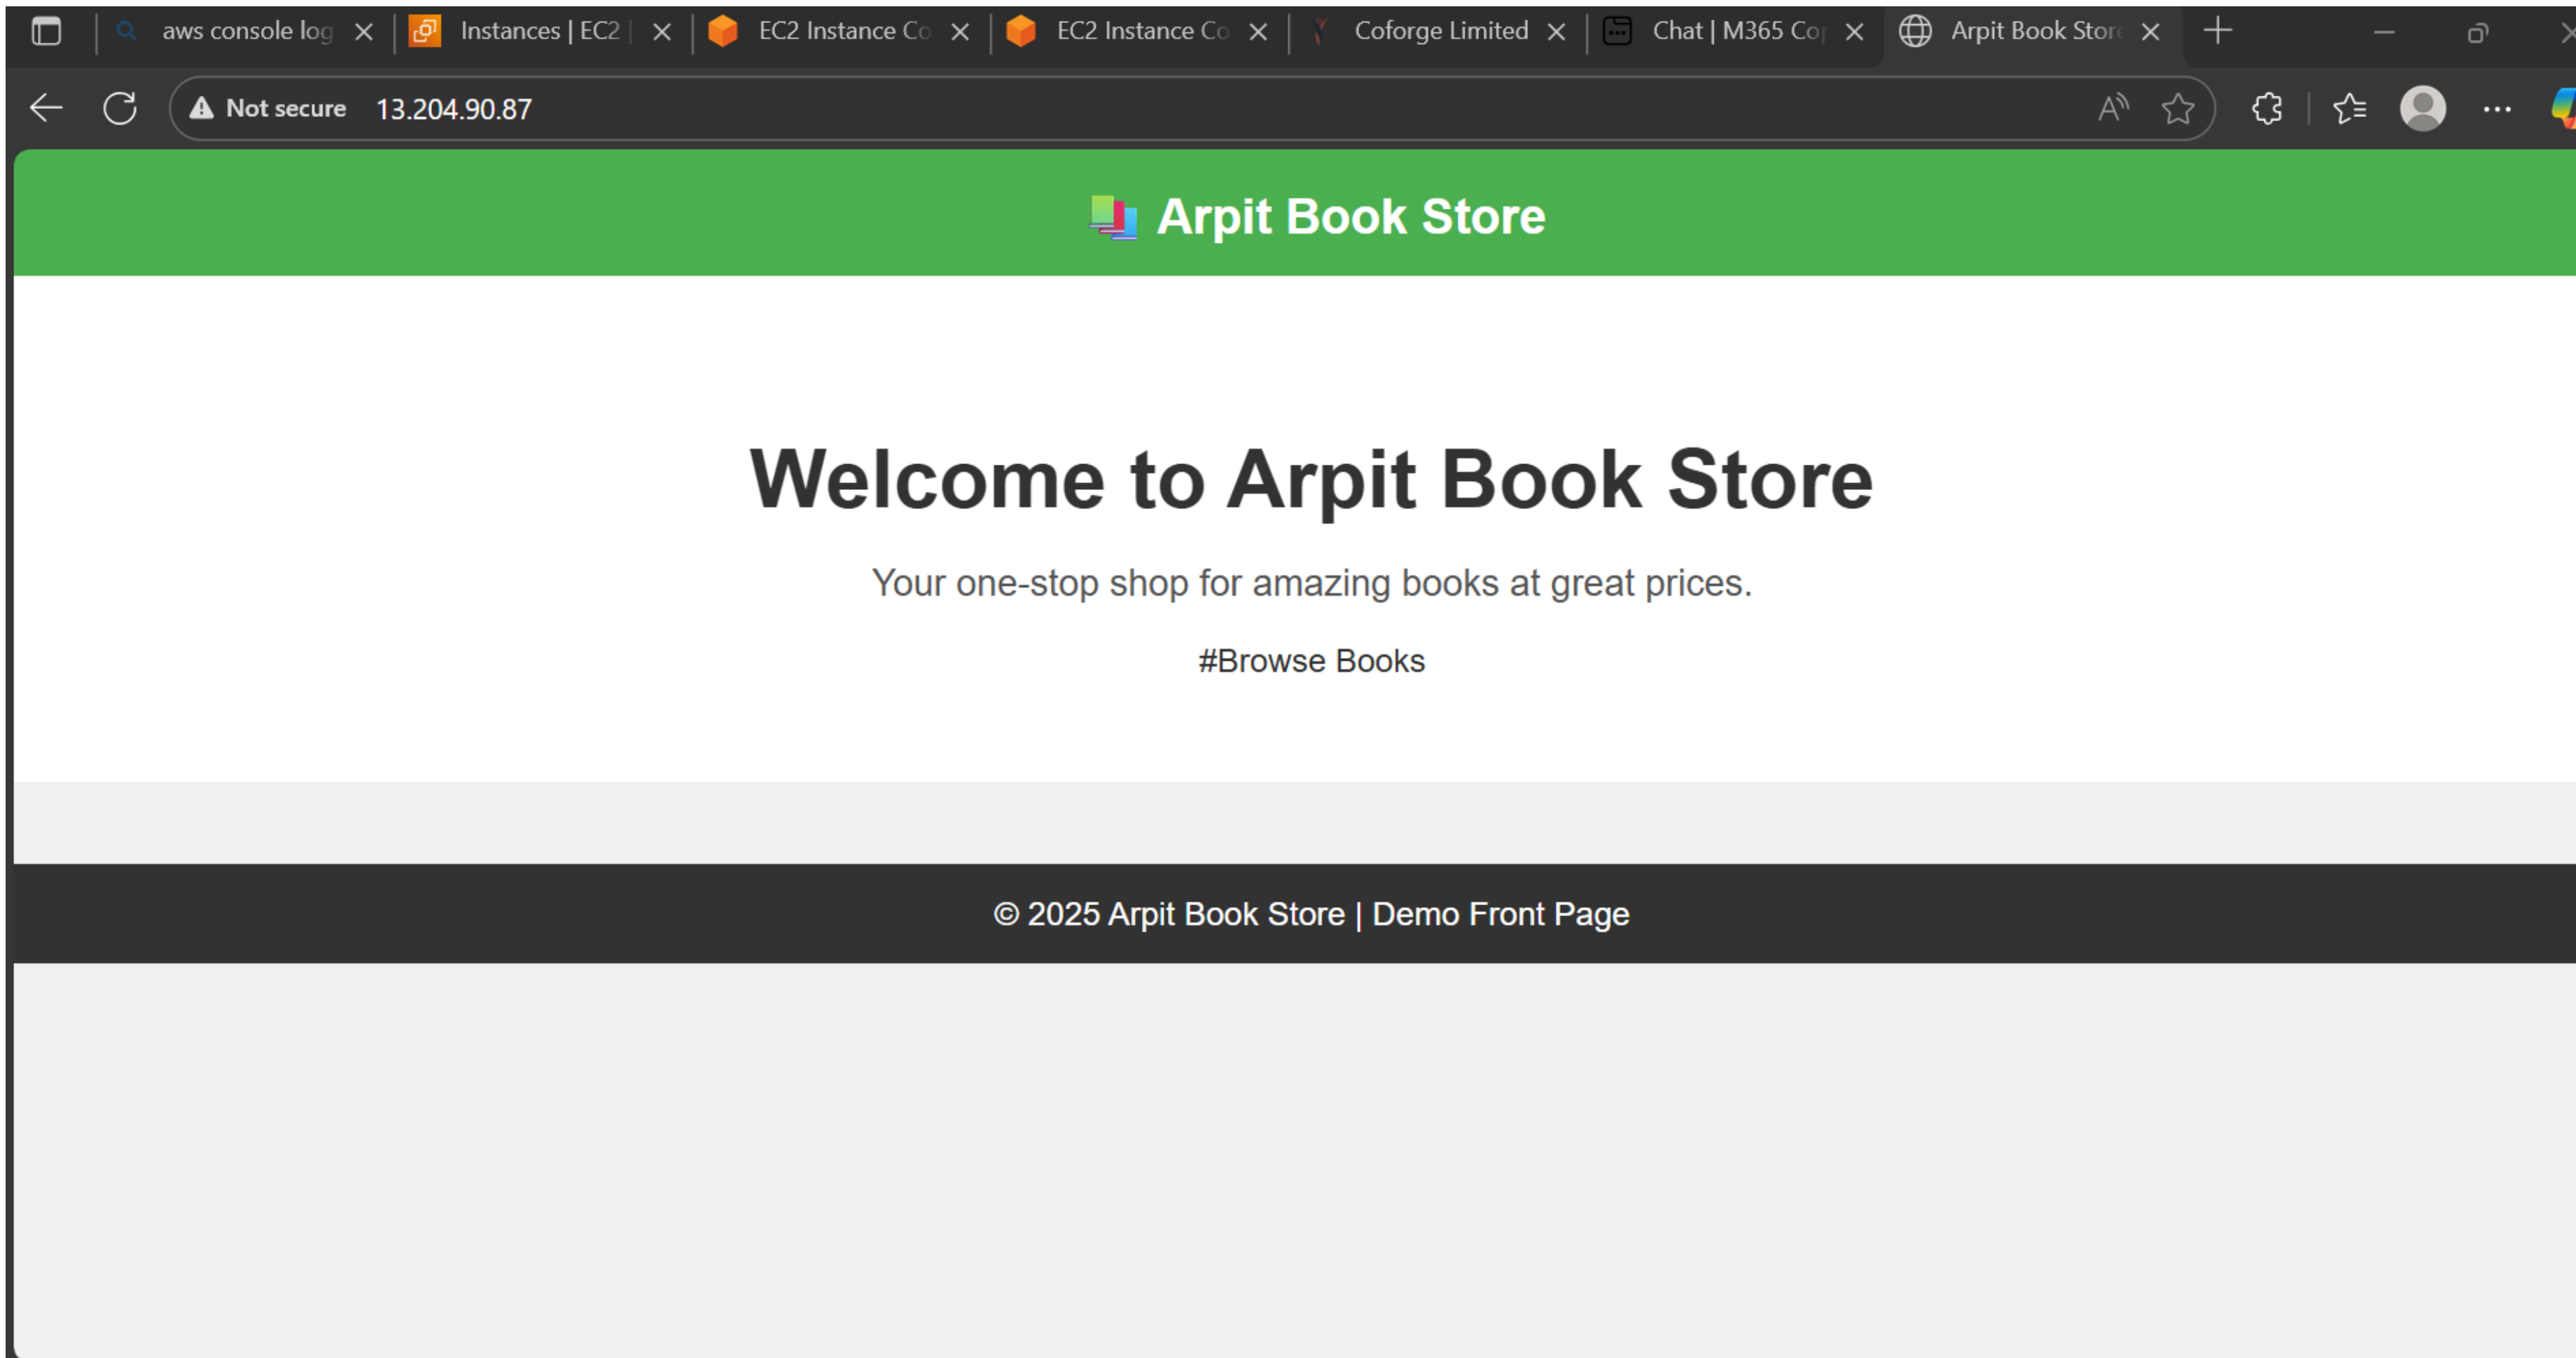 aws console log
Instances | EC2
EC2 Instance Co
EC2 Instance Co
Coforge Limited
Chat | M365 Cop
Arpit Book Store
Not secure 13.204.90.87
Arpit Book Store
Welcome to Arpit Book Store
Your one-stop shop for amazing books at great prices.
#Browse Books
© 2025 Arpit Book Store | Demo Front Page